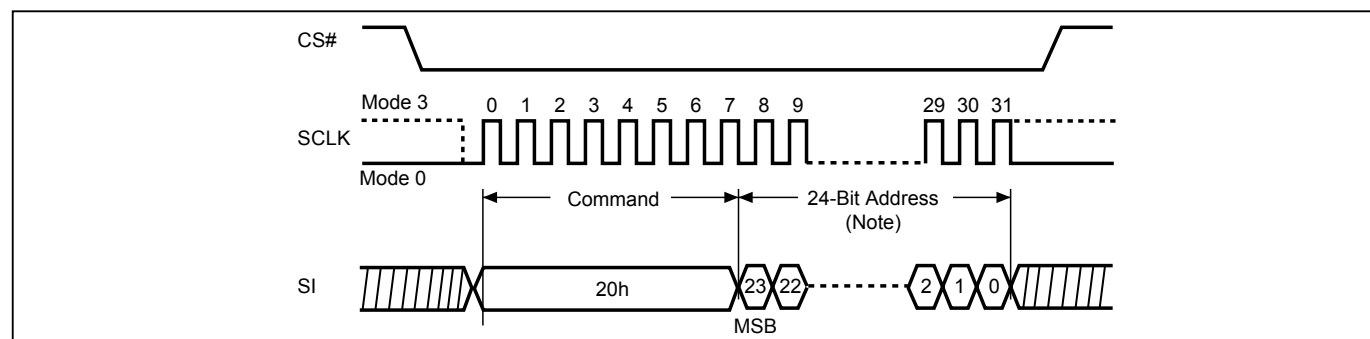 CS#
Mode 3
0 1 2 3 4 5 6 7 8 9 29 30 31
SCLK
Mode 0
Command
24-Bit Address
(Note)
SI
20h
23 22 2 1 0
MSB